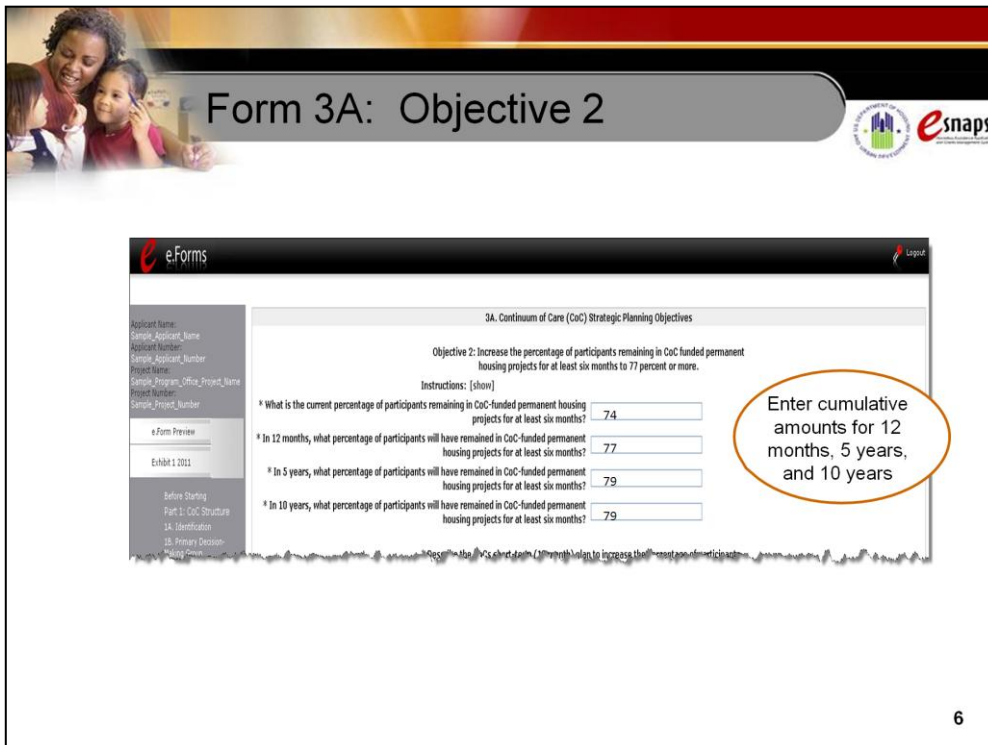 Form 3A: Objective 2
esnaps
e.Forms
Logout
Applicant Name:
Sample_Applicant_Name
Applicant Number:
Sample_Applicant_Number
Project Name:
Sample_Program_Office_Project_Name
Project Number:
Sample_Project_Number
e.Form Preview
Exhibit 1 2011
Before Starting
Part 1: CoC Structure
1A. Identification
1B. Primary Decision-
Making Group
3A. Continuum of Care (CoC) Strategic Planning Objectives
Objective 2: Increase the percentage of participants remaining in CoC funded permanent
housing projects for at least six months to 77 percent or more.
Instructions: [show]
* What is the current percentage of participants remaining in CoC-funded permanent housing
projects for at least six months?
74
* In 12 months, what percentage of participants will have remained in CoC-funded permanent
housing projects for at least six months?
77
* In 5 years, what percentage of participants will have remained in CoC-funded permanent
housing projects for at least six months?
79
* In 10 years, what percentage of participants will have remained in CoC-funded permanent
housing projects for at least six months?
79
Enter cumulative
amounts for 12
months, 5 years,
and 10 years
6